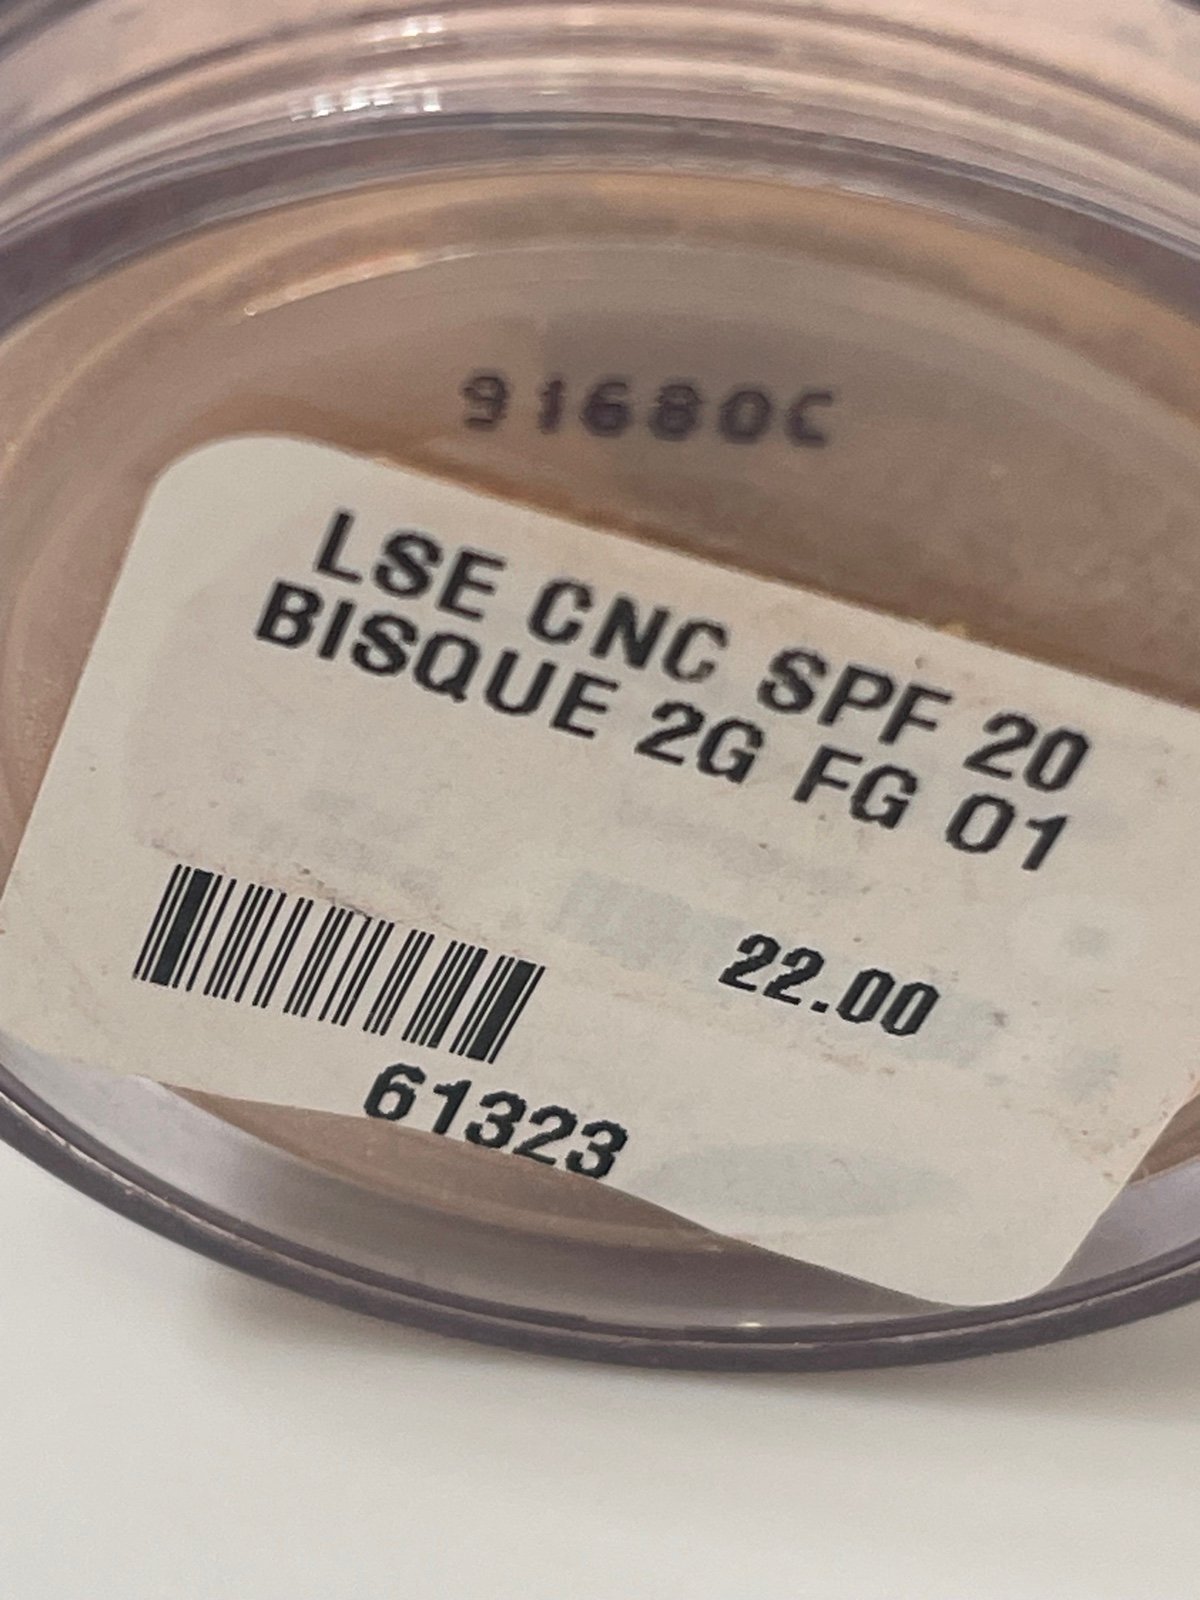 91680C
LSE CNC SPF 20
BISQUE 2G FG 01
22.00
61323